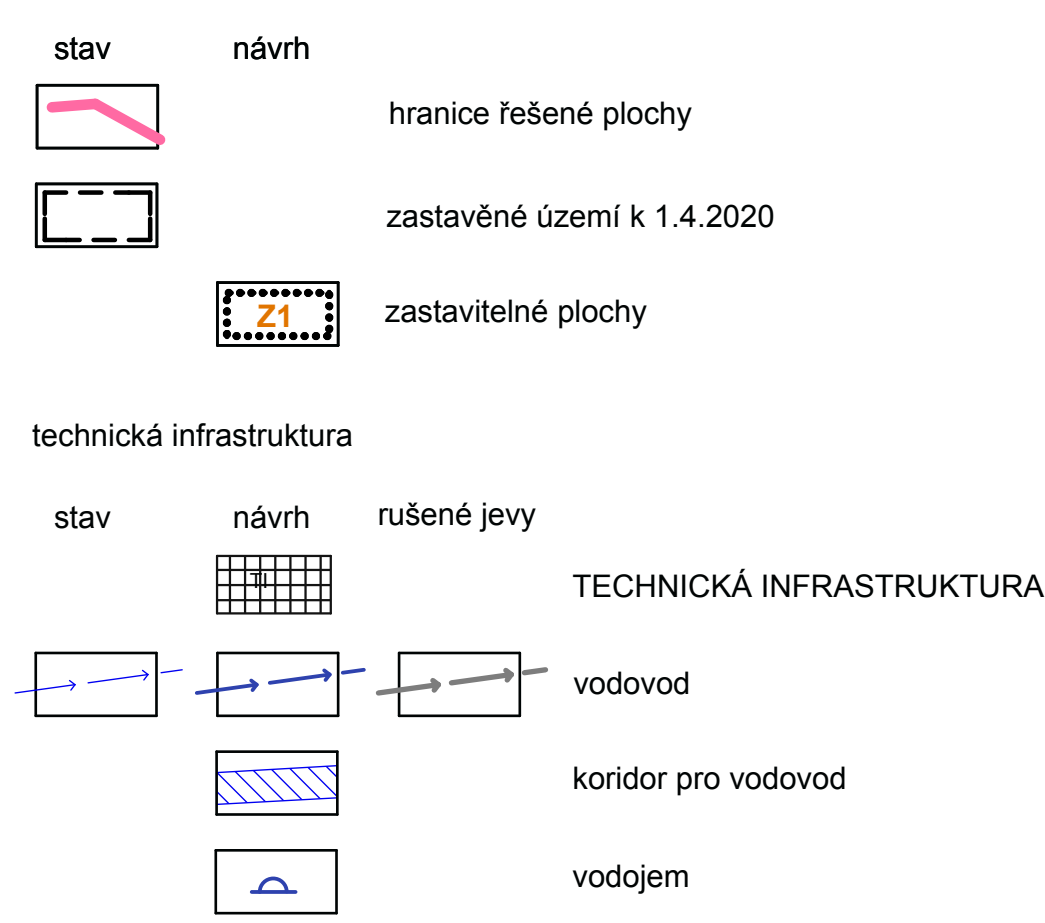 stav návrh
hranice řešené plochy
zastavěné území k 1.4.2020
Z1 zastavitelné plochy
technická infrastruktura
stav návrh rušené jevy
TI TECHNICKÁ INFRASTRUKTURA
vodovod
koridor pro vodovod
vodojem